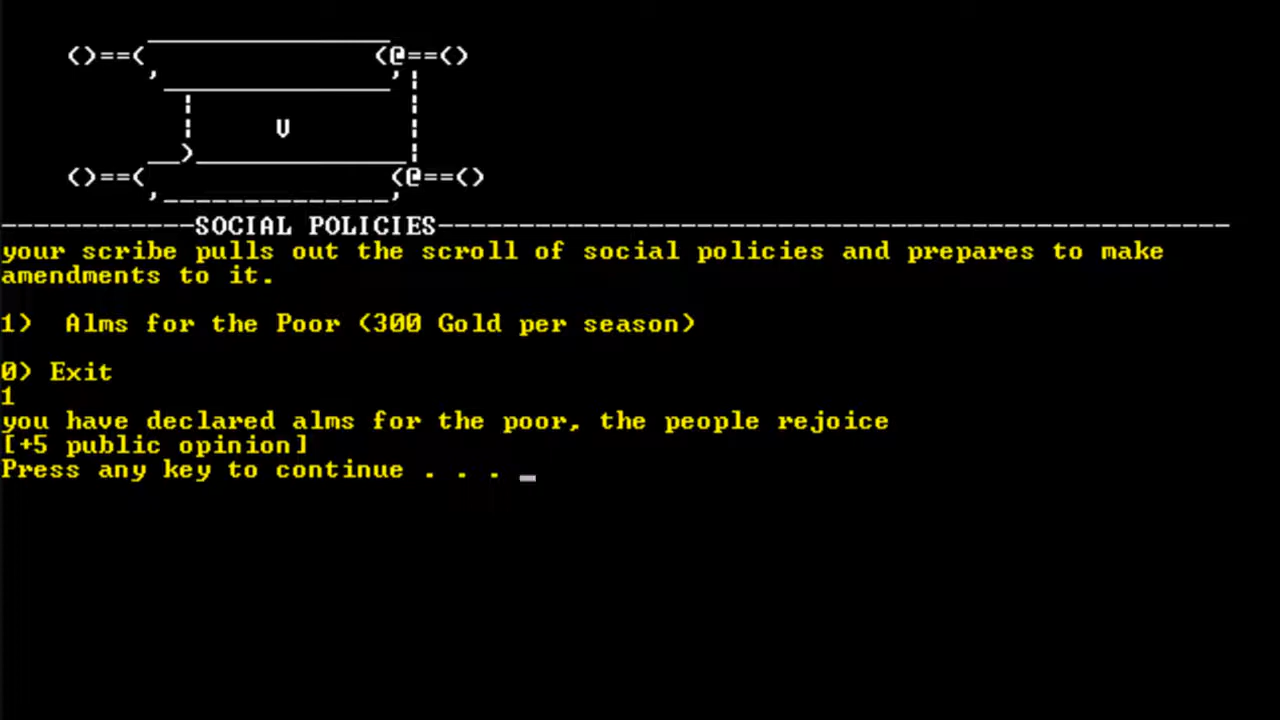 ()==(                              (@==()
V
()==(                              (@==()
------------SOCIAL POLICIES-------------------------------------------------
your scribe pulls out the scroll of social policies and prepares to make
amendments to it.
1)  Alms for the Poor (300 Gold per season)
0) Exit
1
you have declared alms for the poor, the people rejoice
[+5 public opinion]
Press any key to continue . . . _